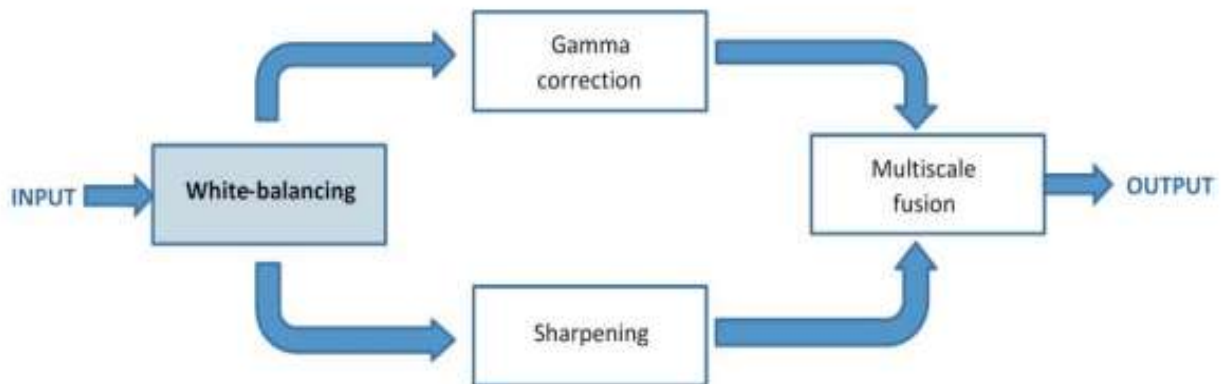 Gamma
correction
INPUT
White-balancing
Multiscale
fusion
OUTPUT
Sharpening